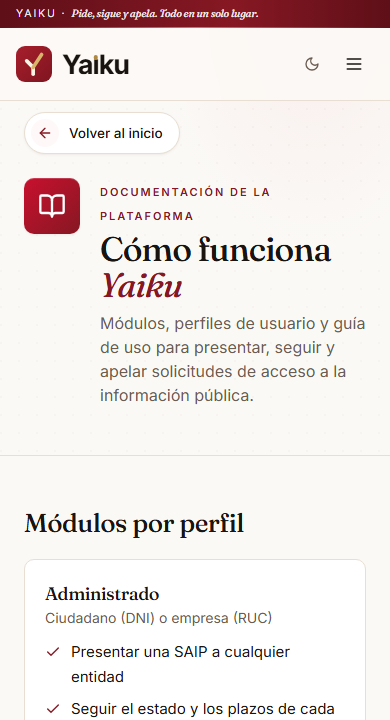 YAIKU · Pide, sigue y apela. Todo en un solo lugar.
Yaiku
Volver al inicio
DOCUMENTACIÓN DE LA
PLATAFORMA
Cómo funciona
Yaiku
Módulos, perfiles de usuario y guía
de uso para presentar, seguir y
apelar solicitudes de acceso a la
información pública.
Módulos por perfil
Administrado
Ciudadano (DNI) o empresa (RUC)
Presentar una SAIP a cualquier
entidad
Seguir el estado y los plazos de cada